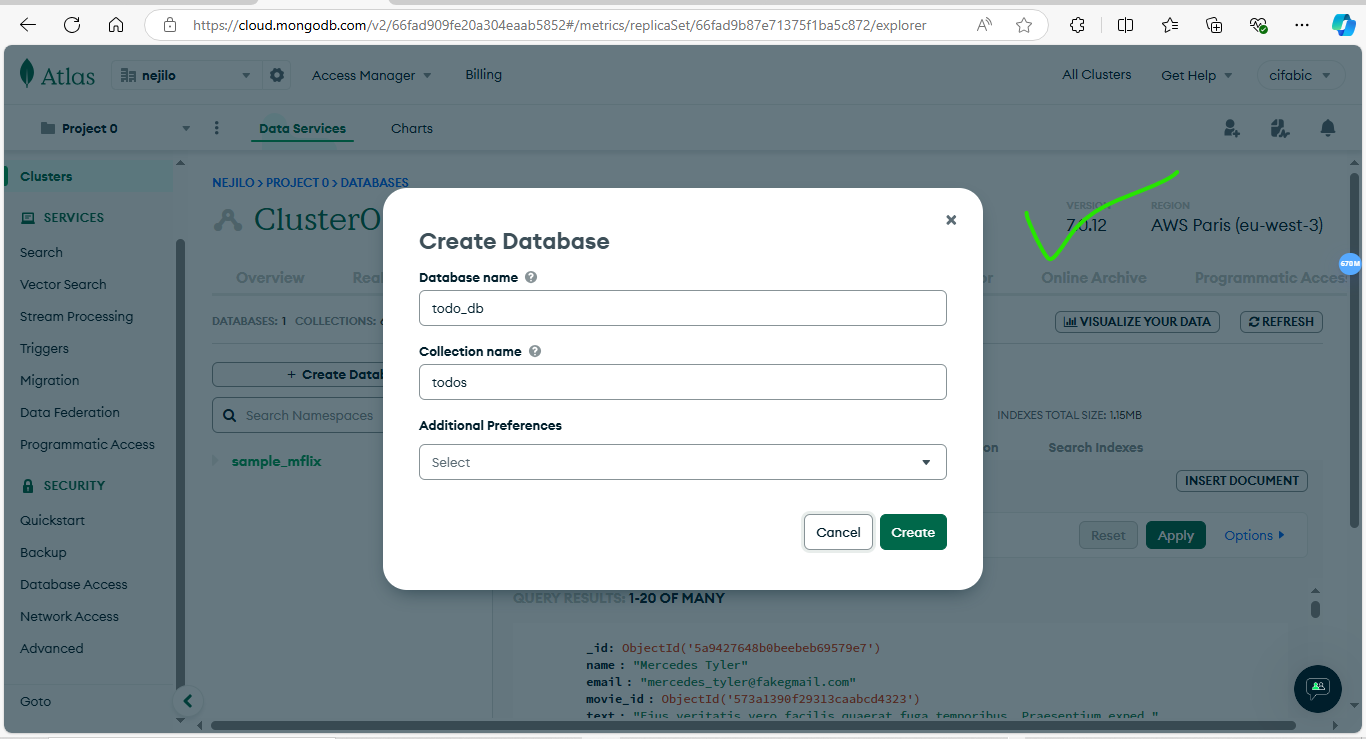 https://cloud.mongodb.com/v2/66fad909fe20a304eaab5852#/metrics/replicaSet/66fad9b87e71375f1ba5c872/explorer
Atlas
nejilo
Access Manager
Billing
All Clusters
Get Help
cifabic
Project 0
Data Services
Charts
Clusters
SERVICES
Search
Vector Search
Stream Processing
Triggers
Migration
Data Federation
Programmatic Access
SECURITY
Quickstart
Backup
Database Access
Network Access
Advanced
Goto
NEJILO > PROJECT 0 > DATABASES
Cluster0
VERSION
7.0.12
REGION
AWS Paris (eu-west-3)
Overview
Online Archive
Programmatic Access
DATABASES: 1 COLLECTIONS:
VISUALIZE YOUR DATA
REFRESH
+ Create
Search Namespaces
sample_mflix
Create Database
Database name
todo_db
Collection name
todos
Additional Preferences
Select
Cancel
Create
INDEXES TOTAL SIZE: 1.15MB
Search Indexes
INSERT DOCUMENT
Reset
Apply
Options
670M
QUERY RESULTS: 1-20 OF MANY
_id: ObjectId('5a9427648b0beebeb69579e7')
name : "Mercedes Tyler"
email : "mercedes_tyler@fakegmail.com"
movie_id : ObjectId('573a1390f29313caabcd4323')
text : "Eius veritatis vero facilis quaerat fuga temporibus. Praesentium exped…"